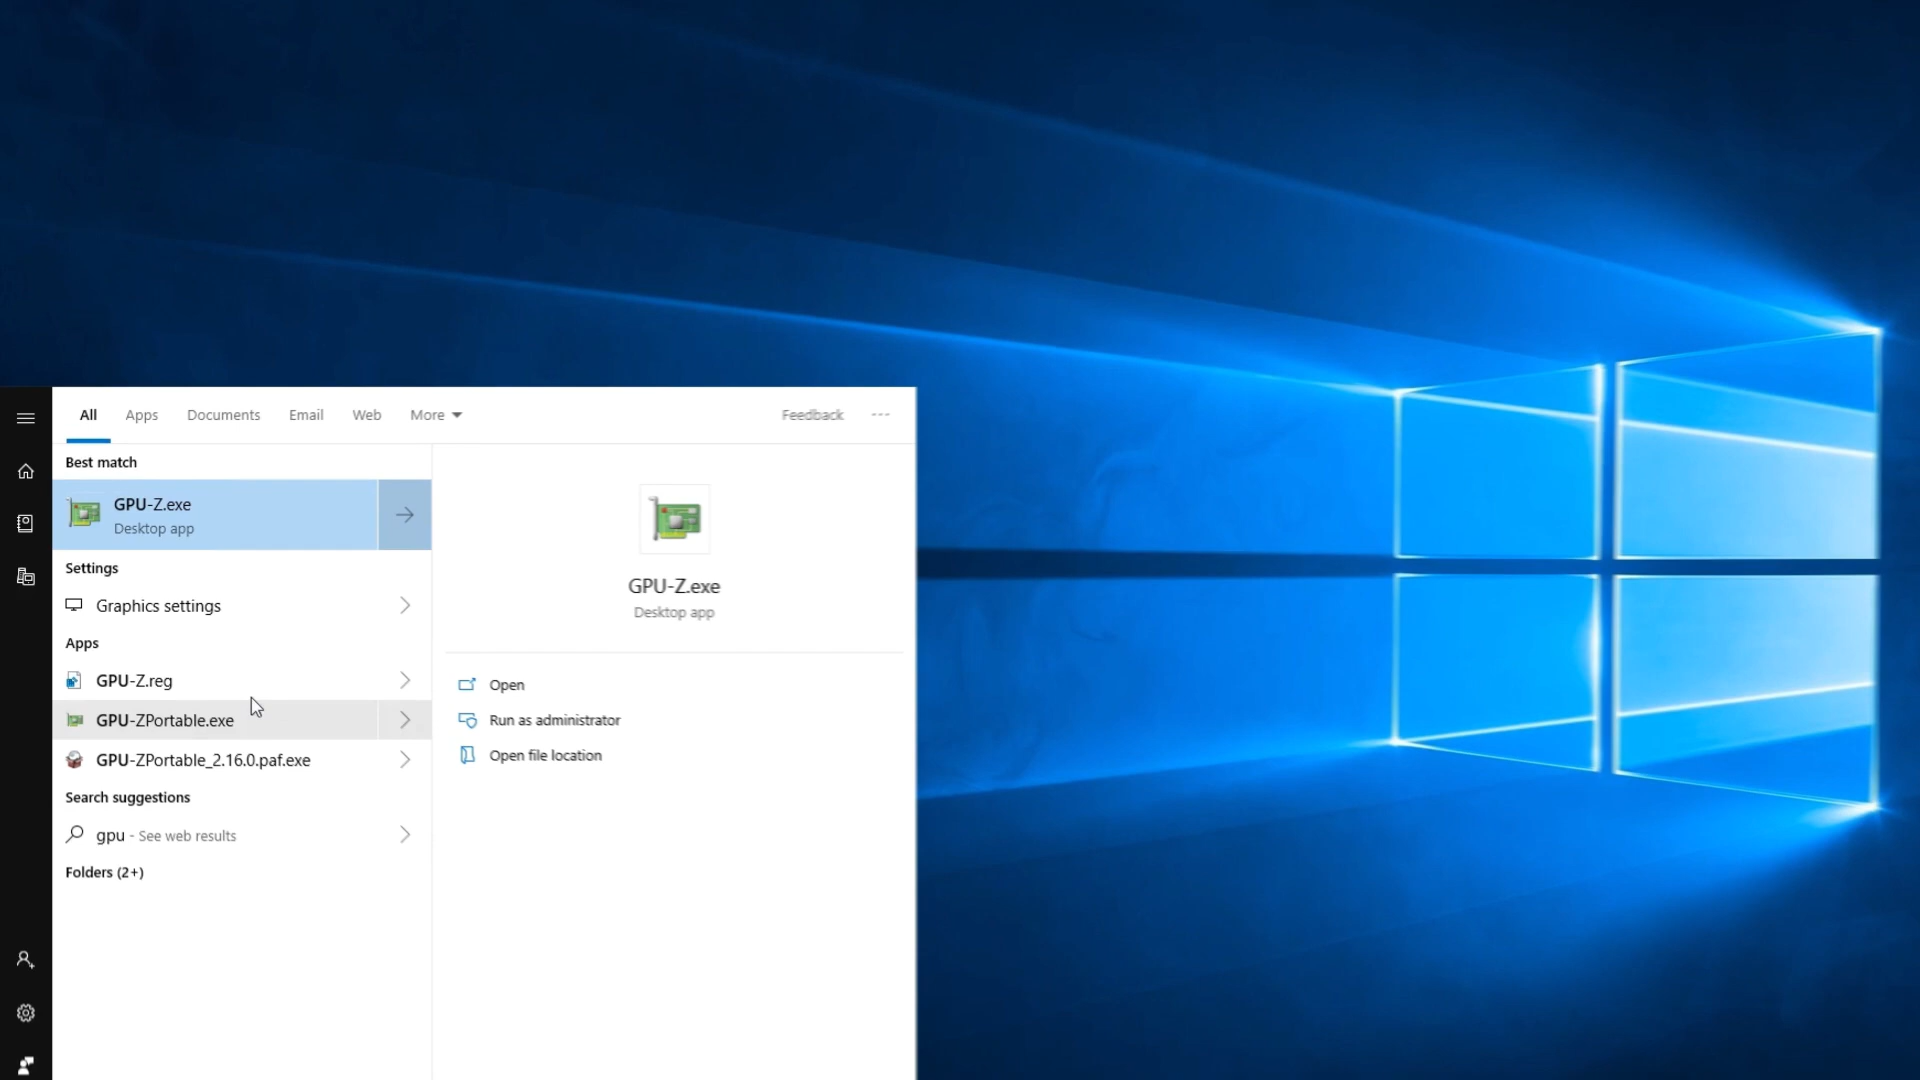 All Apps Documents Email Web More Feedback
Best match
GPU-Z.exe
Desktop app
Settings
Graphics settings
Apps
GPU-Z.reg
GPU-ZPortable.exe
GPU-ZPortable_2.16.0.paf.exe
Search suggestions
gpu - See web results
Folders (2+)
GPU-Z.exe
Desktop app
Open
Run as administrator
Open file location